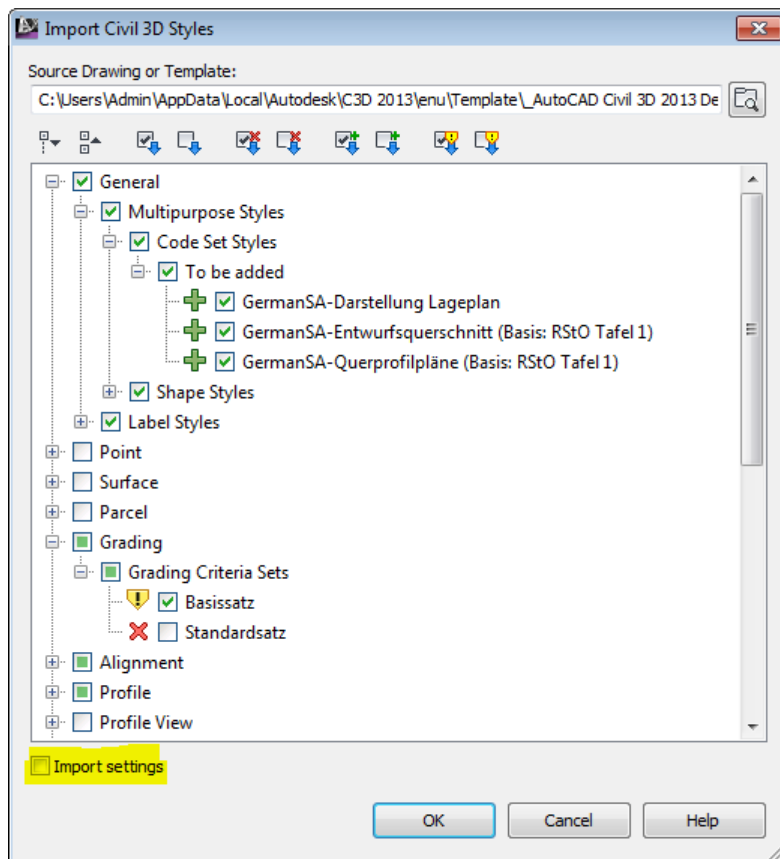 Import Civil 3D Styles
Source Drawing or Template:
C:\Users\Admin\AppData\Local\Autodesk\C3D 2013\enu\Template\_AutoCAD Civil 3D 2013 De
General
Multipurpose Styles
Code Set Styles
To be added
GermanSA-Darstellung Lageplan
GermanSA-Entwurfsquerschnitt (Basis: RStO Tafel 1)
GermanSA-Querprofilpläne (Basis: RStO Tafel 1)
Shape Styles
Label Styles
Point
Surface
Parcel
Grading
Grading Criteria Sets
Basissatz
Standardsatz
Alignment
Profile
Profile View
Import settings
OK Cancel Help